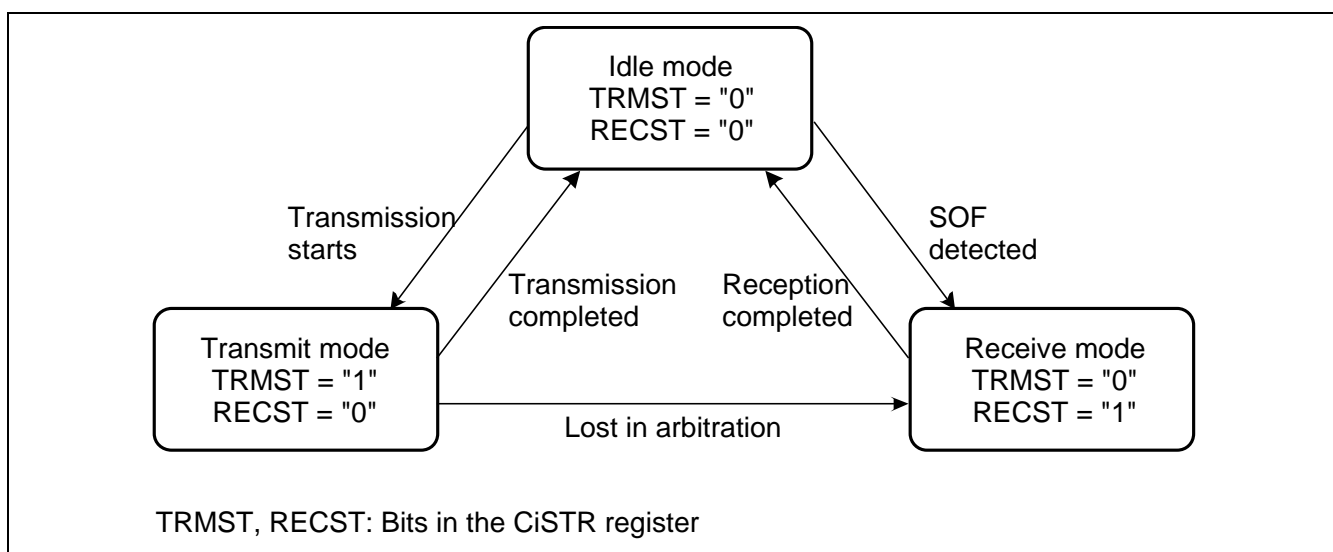 Idle mode
TRMST = "0"
RECST = "0"
Transmission
starts
SOF
detected
Transmission
completed
Reception
completed
Transmit mode
TRMST = "1"
RECST = "0"
Receive mode
TRMST = "0"
RECST = "1"
Lost in arbitration
TRMST, RECST: Bits in the CiSTR register